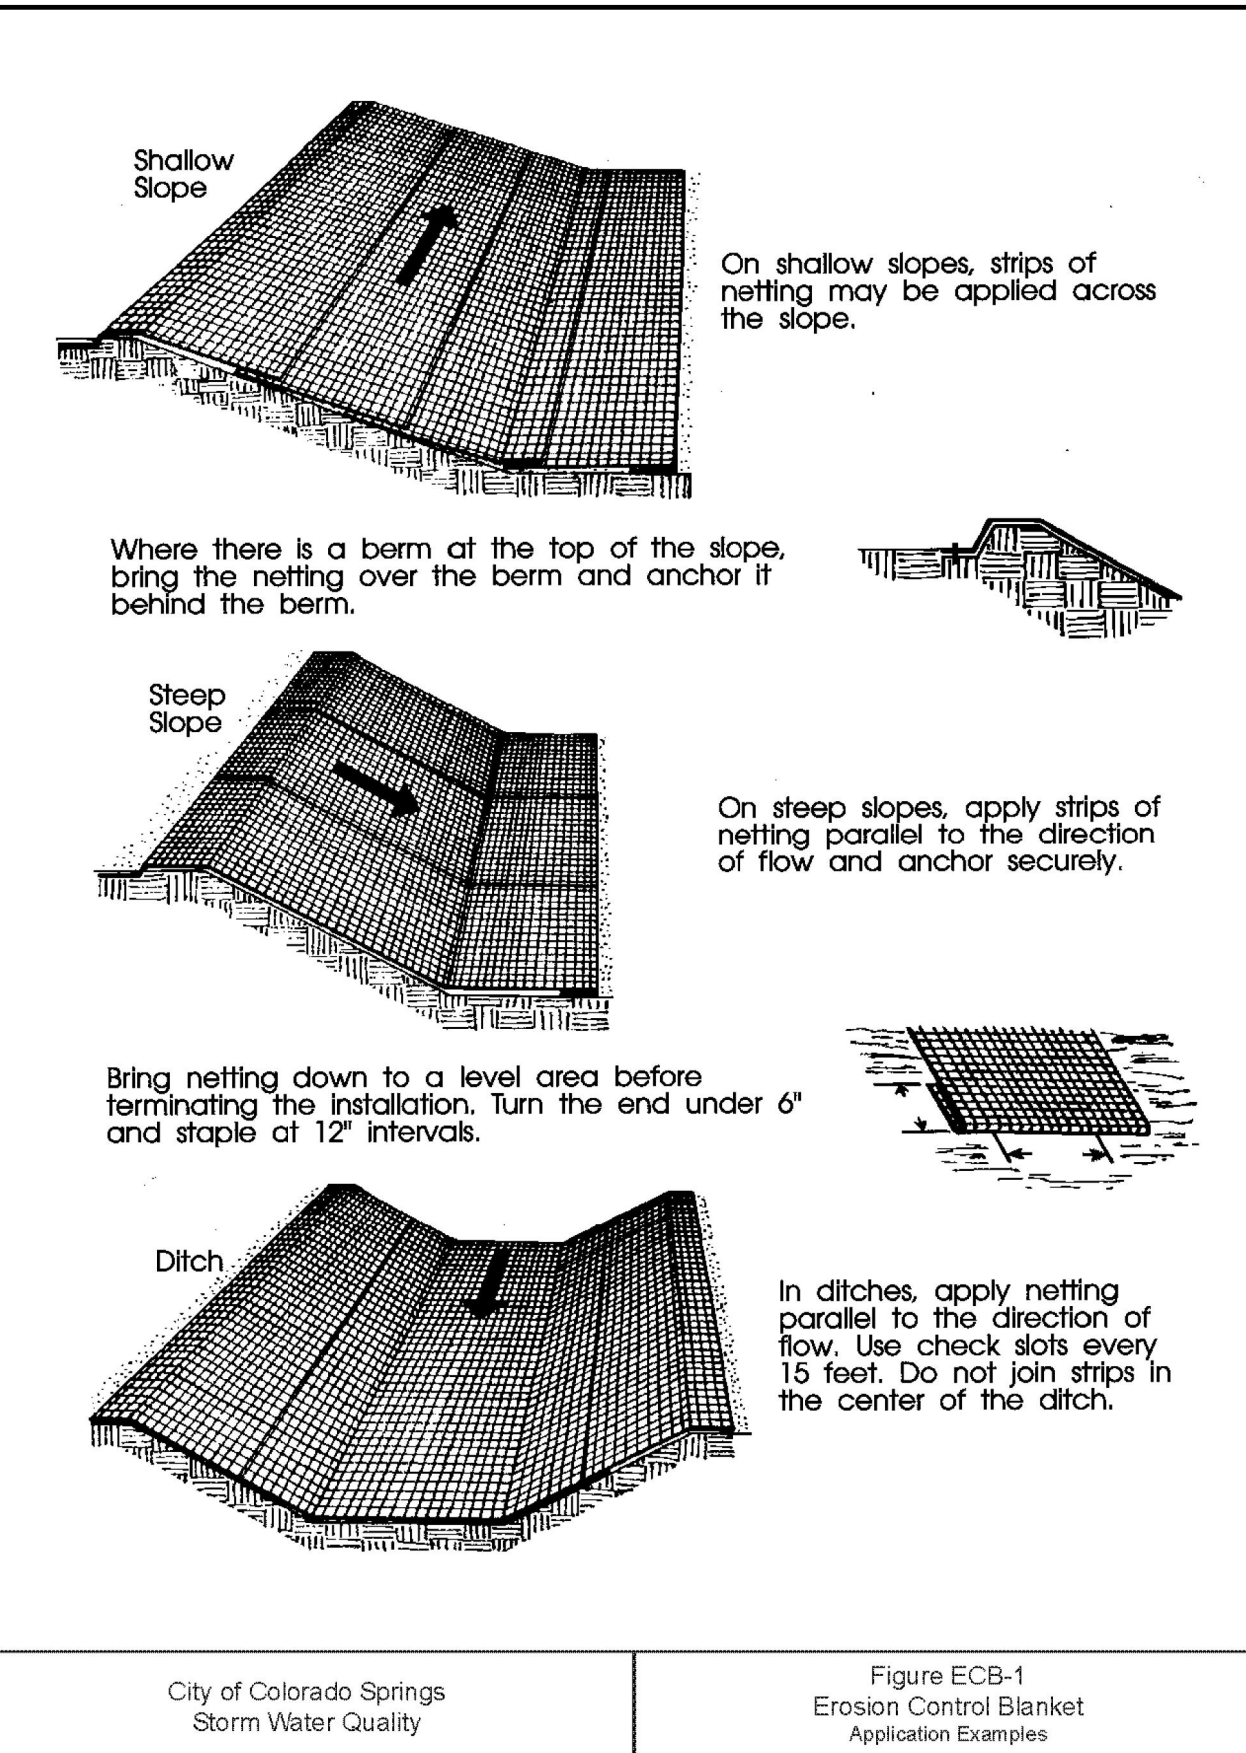 Shallow
Slope
On shallow slopes, strips of
netting may be applied across
the slope.
Where there is a berm at the top of the slope,
bring the netting over the berm and anchor it
behind the berm.
Steep
Slope
On steep slopes, apply strips of
netting parallel to the direction
of flow and anchor securely.
Bring netting down to a level area before
terminating the installation. Turn the end under 6"
and staple at 12" intervals.
Ditch
In ditches, apply netting
parallel to the direction of
flow. Use check slots every
15 feet. Do not join strips in
the center of the ditch.
City of Colorado Springs
Storm Water Quality
Figure ECB-1
Erosion Control Blanket
Application Examples